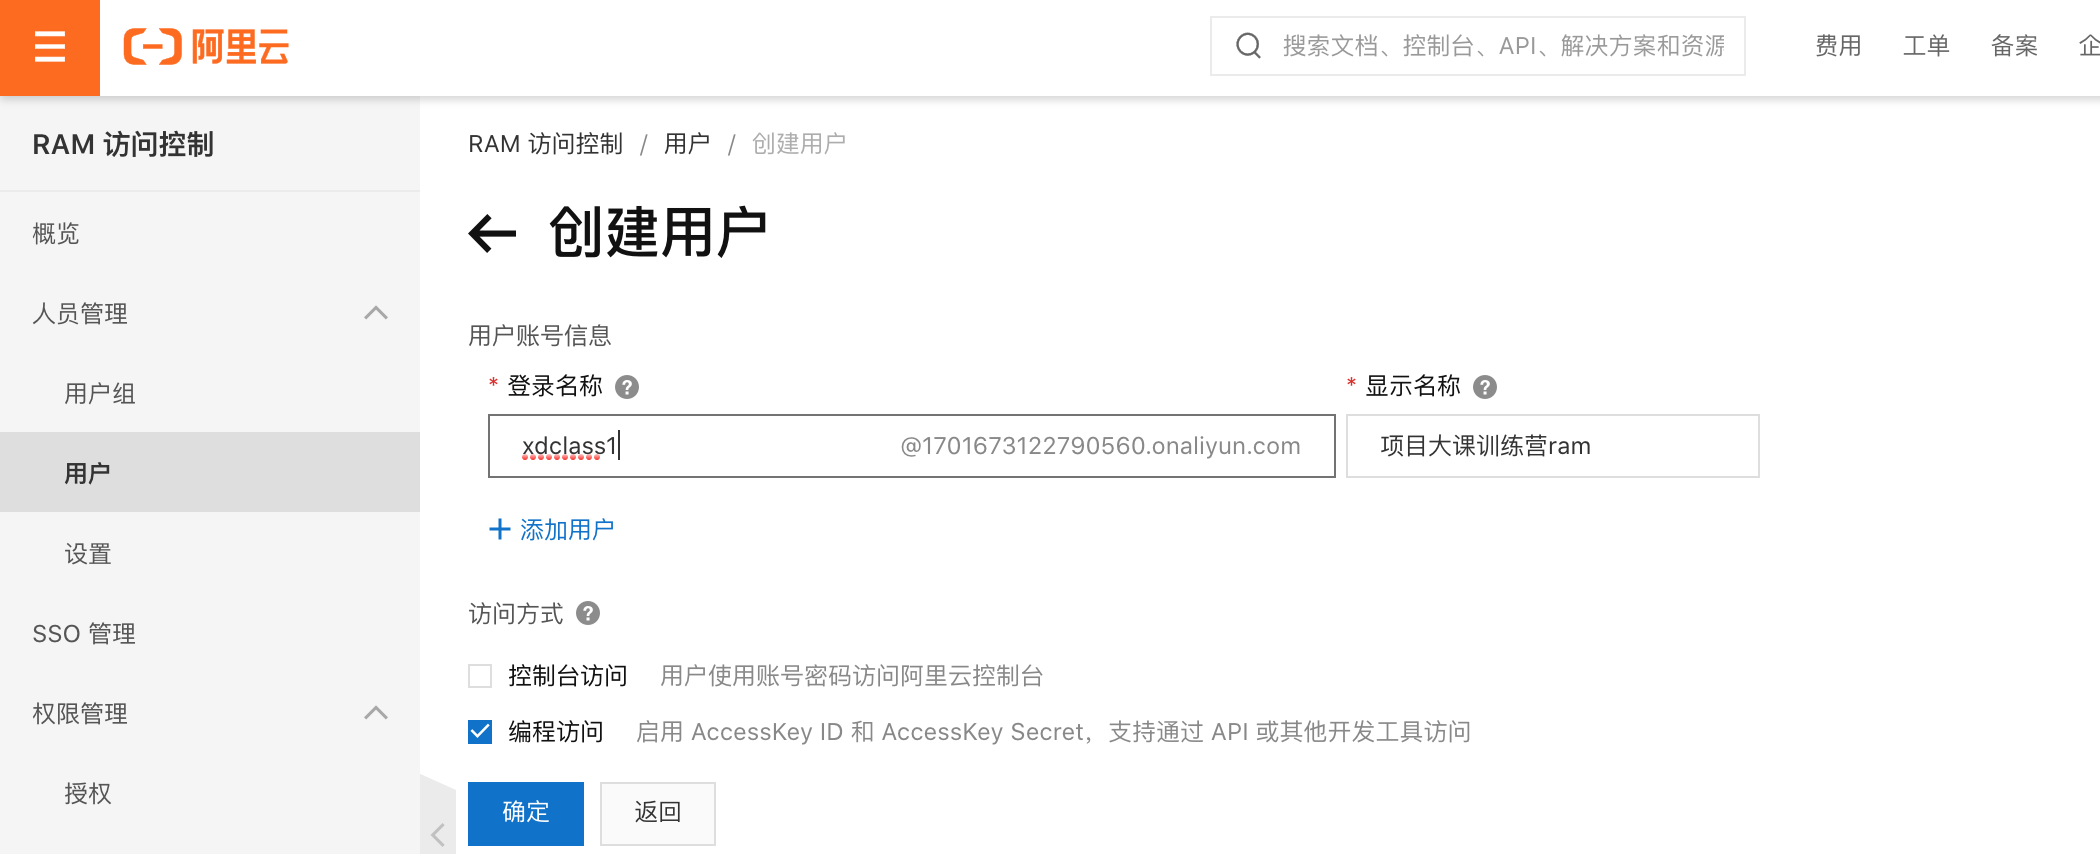 阿里云
搜索文档、控制台、API、解决方案和资源
费用 工单 备案 企
RAM 访问控制
概览
人员管理
用户组
用户
设置
SSO 管理
权限管理
授权
RAM 访问控制 / 用户 / 创建用户
创建用户
用户账号信息
* 登录名称 ?
* 显示名称 ?
xdclass1 @1701673122790560.onaliyun.com
项目大课训练营ram
+ 添加用户
访问方式 ?
控制台访问 用户使用账号密码访问阿里云控制台
编程访问 启用 AccessKey ID 和 AccessKey Secret，支持通过 API 或其他开发工具访问
确定 返回